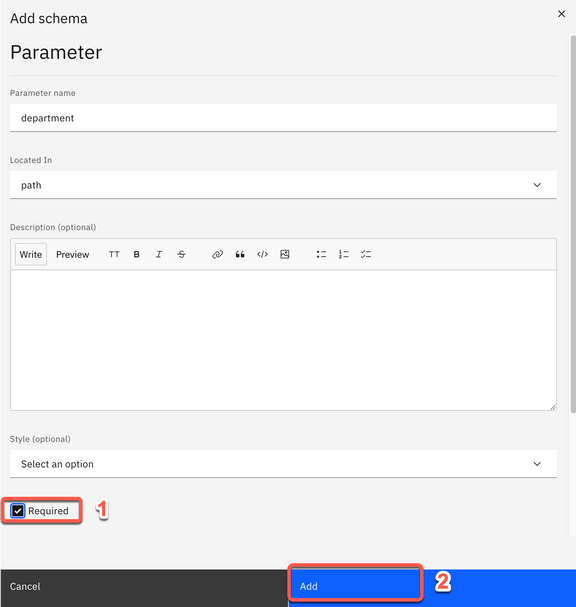 Add schema
Parameter
Parameter name
department
Located In
path
Description (optional)
Write Preview TT B I S
Style (optional)
Select an option
Required 1
Cancel Add 2